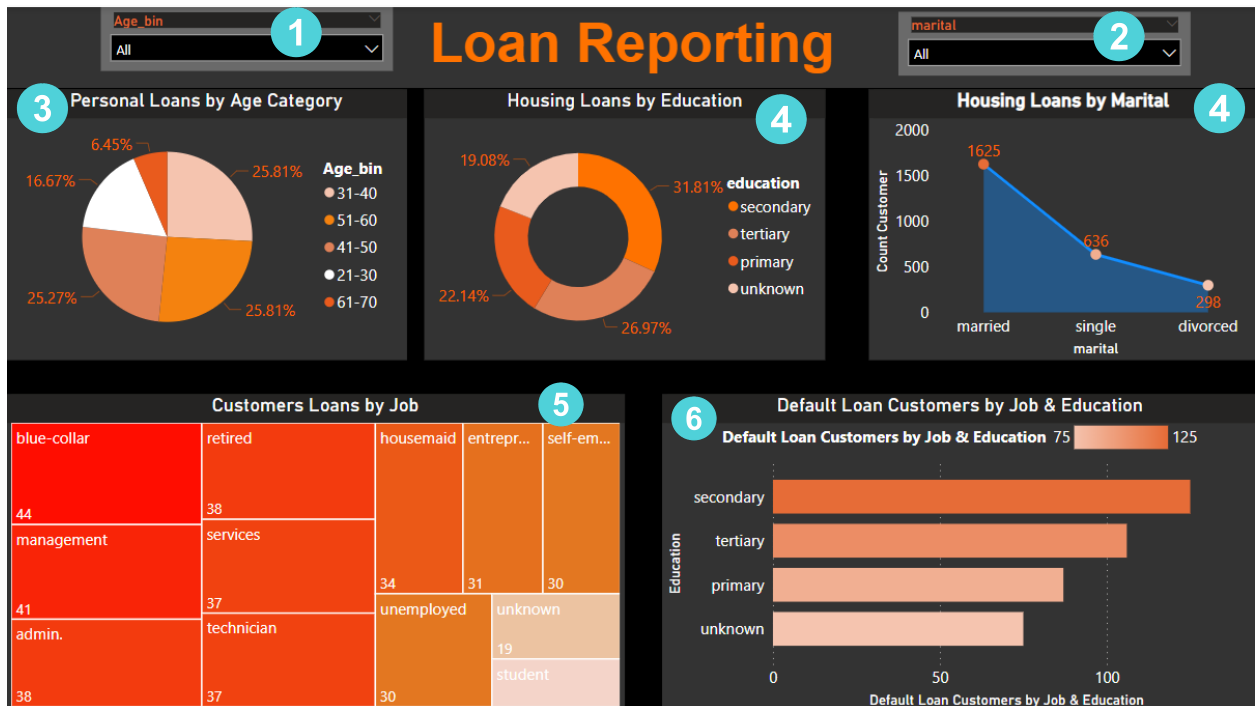 Age_bin
All
1
Loan Reporting
marital
All
2
3
Personal Loans by Age Category
6.45%
25.81%
16.67%
25.27%
25.81%
Age_bin
31-40
51-60
41-50
21-30
61-70
Housing Loans by Education
4
19.08%
31.81%
22.14%
26.97%
education
secondary
tertiary
primary
unknown
Housing Loans by Marital
4
2000
1500
1000
500
0
Count Customer
1625
636
298
married single divorced
marital
Customers Loans by Job
5
blue-collar
44
management
41
admin.
38
retired
38
services
37
technician
37
housemaid
34
entrepr...
31
self-em...
30
unemployed
30
unknown
19
student
Default Loan Customers by Job & Education
6
Default Loan Customers by Job & Education 75 125
Education
secondary
tertiary
primary
unknown
0 50 100
Default Loan Customers by Job & Education